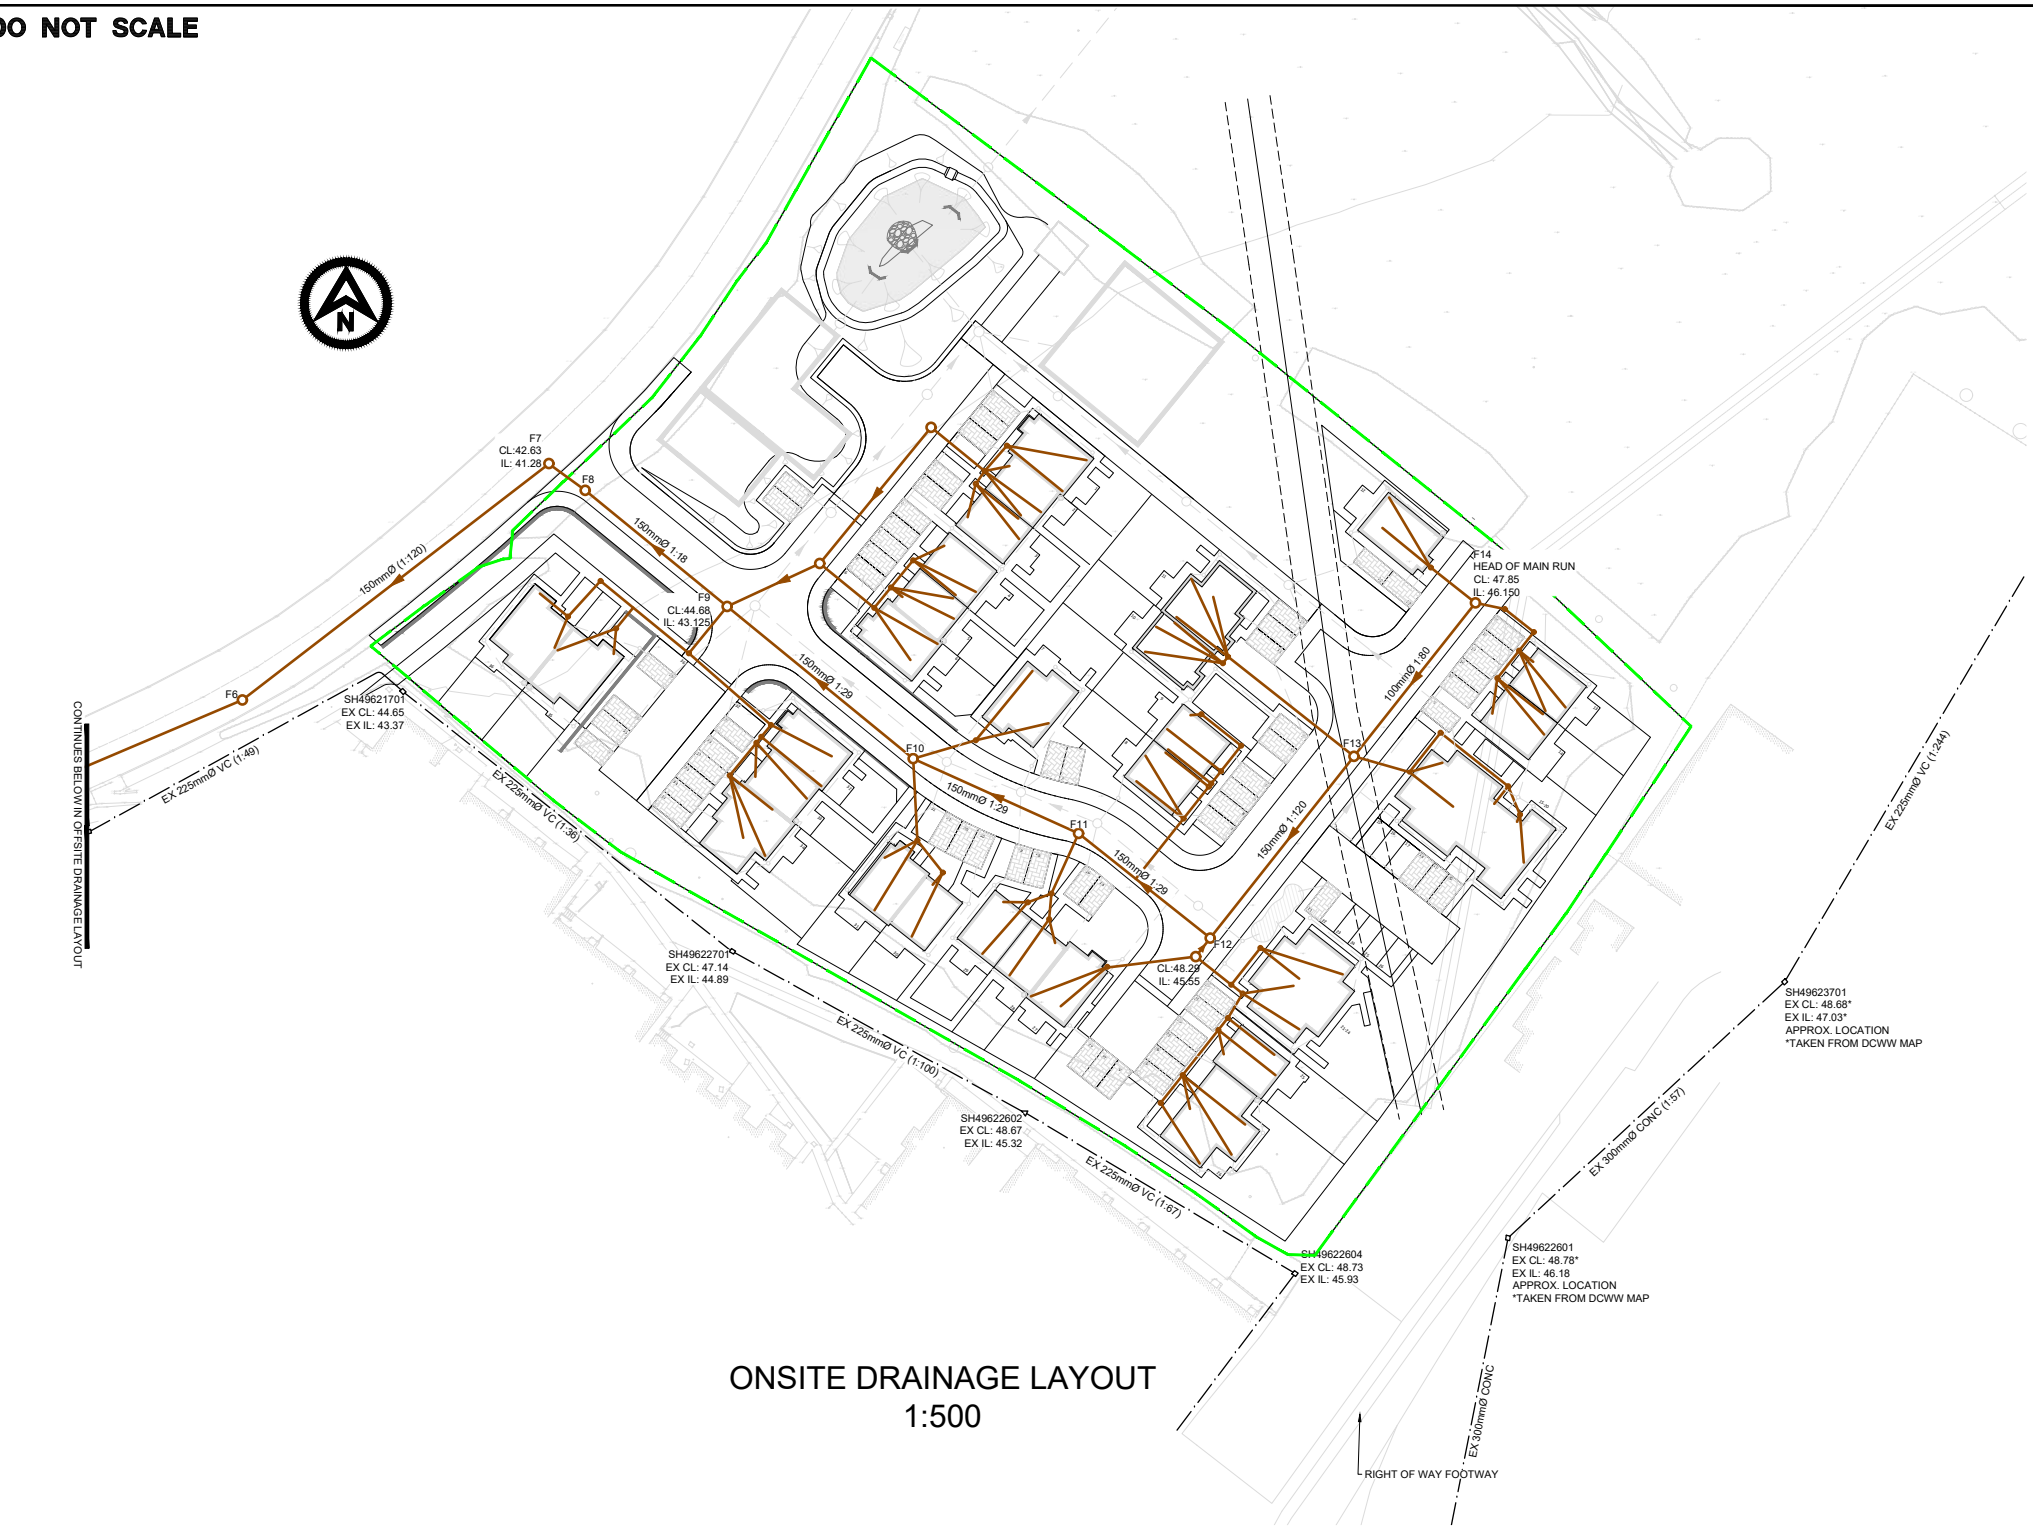 DO NOT SCALE
N
F7
CL:42.63
IL: 41.28
F8
150mmØ 1:18
150mmØ (1:120)
F9
CL:44.68
IL: 43.125
F6
CONTINUES BELOW IN OFFSITE DRAINAGE LAYOUT
EX 225mmØ VC (1:49)
SH49621701
EX CL: 44.65
EX IL: 43.37
EX 225mmØ VC (1:36)
150mmØ 1:29
F10
150mmØ 1:29
F11
150mmØ 1:29
F12
CL:48.29
IL: 45.55
150mmØ 1:120
F13
100mmØ 1:80
F14
HEAD OF MAIN RUN
CL: 47.85
IL: 46.150
SH49622701
EX CL: 47.14
EX IL: 44.89
EX 225mmØ VC (1:100)
SH49622602
EX CL: 48.67
EX IL: 45.32
EX 225mmØ VC (1:67)
SH49622604
EX CL: 48.73
EX IL: 45.93
EX 225mmØ VC (1:244)
SH49623701
EX CL: 48.68*
EX IL: 47.03*
APPROX. LOCATION
*TAKEN FROM DCWW MAP
EX 300mmØ CONC (1:57)
SH49622601
EX CL: 48.78*
EX IL: 46.18
APPROX. LOCATION
*TAKEN FROM DCWW MAP
EX 300mmØ CONC
RIGHT OF WAY FOOTWAY
ONSITE DRAINAGE LAYOUT
1:500